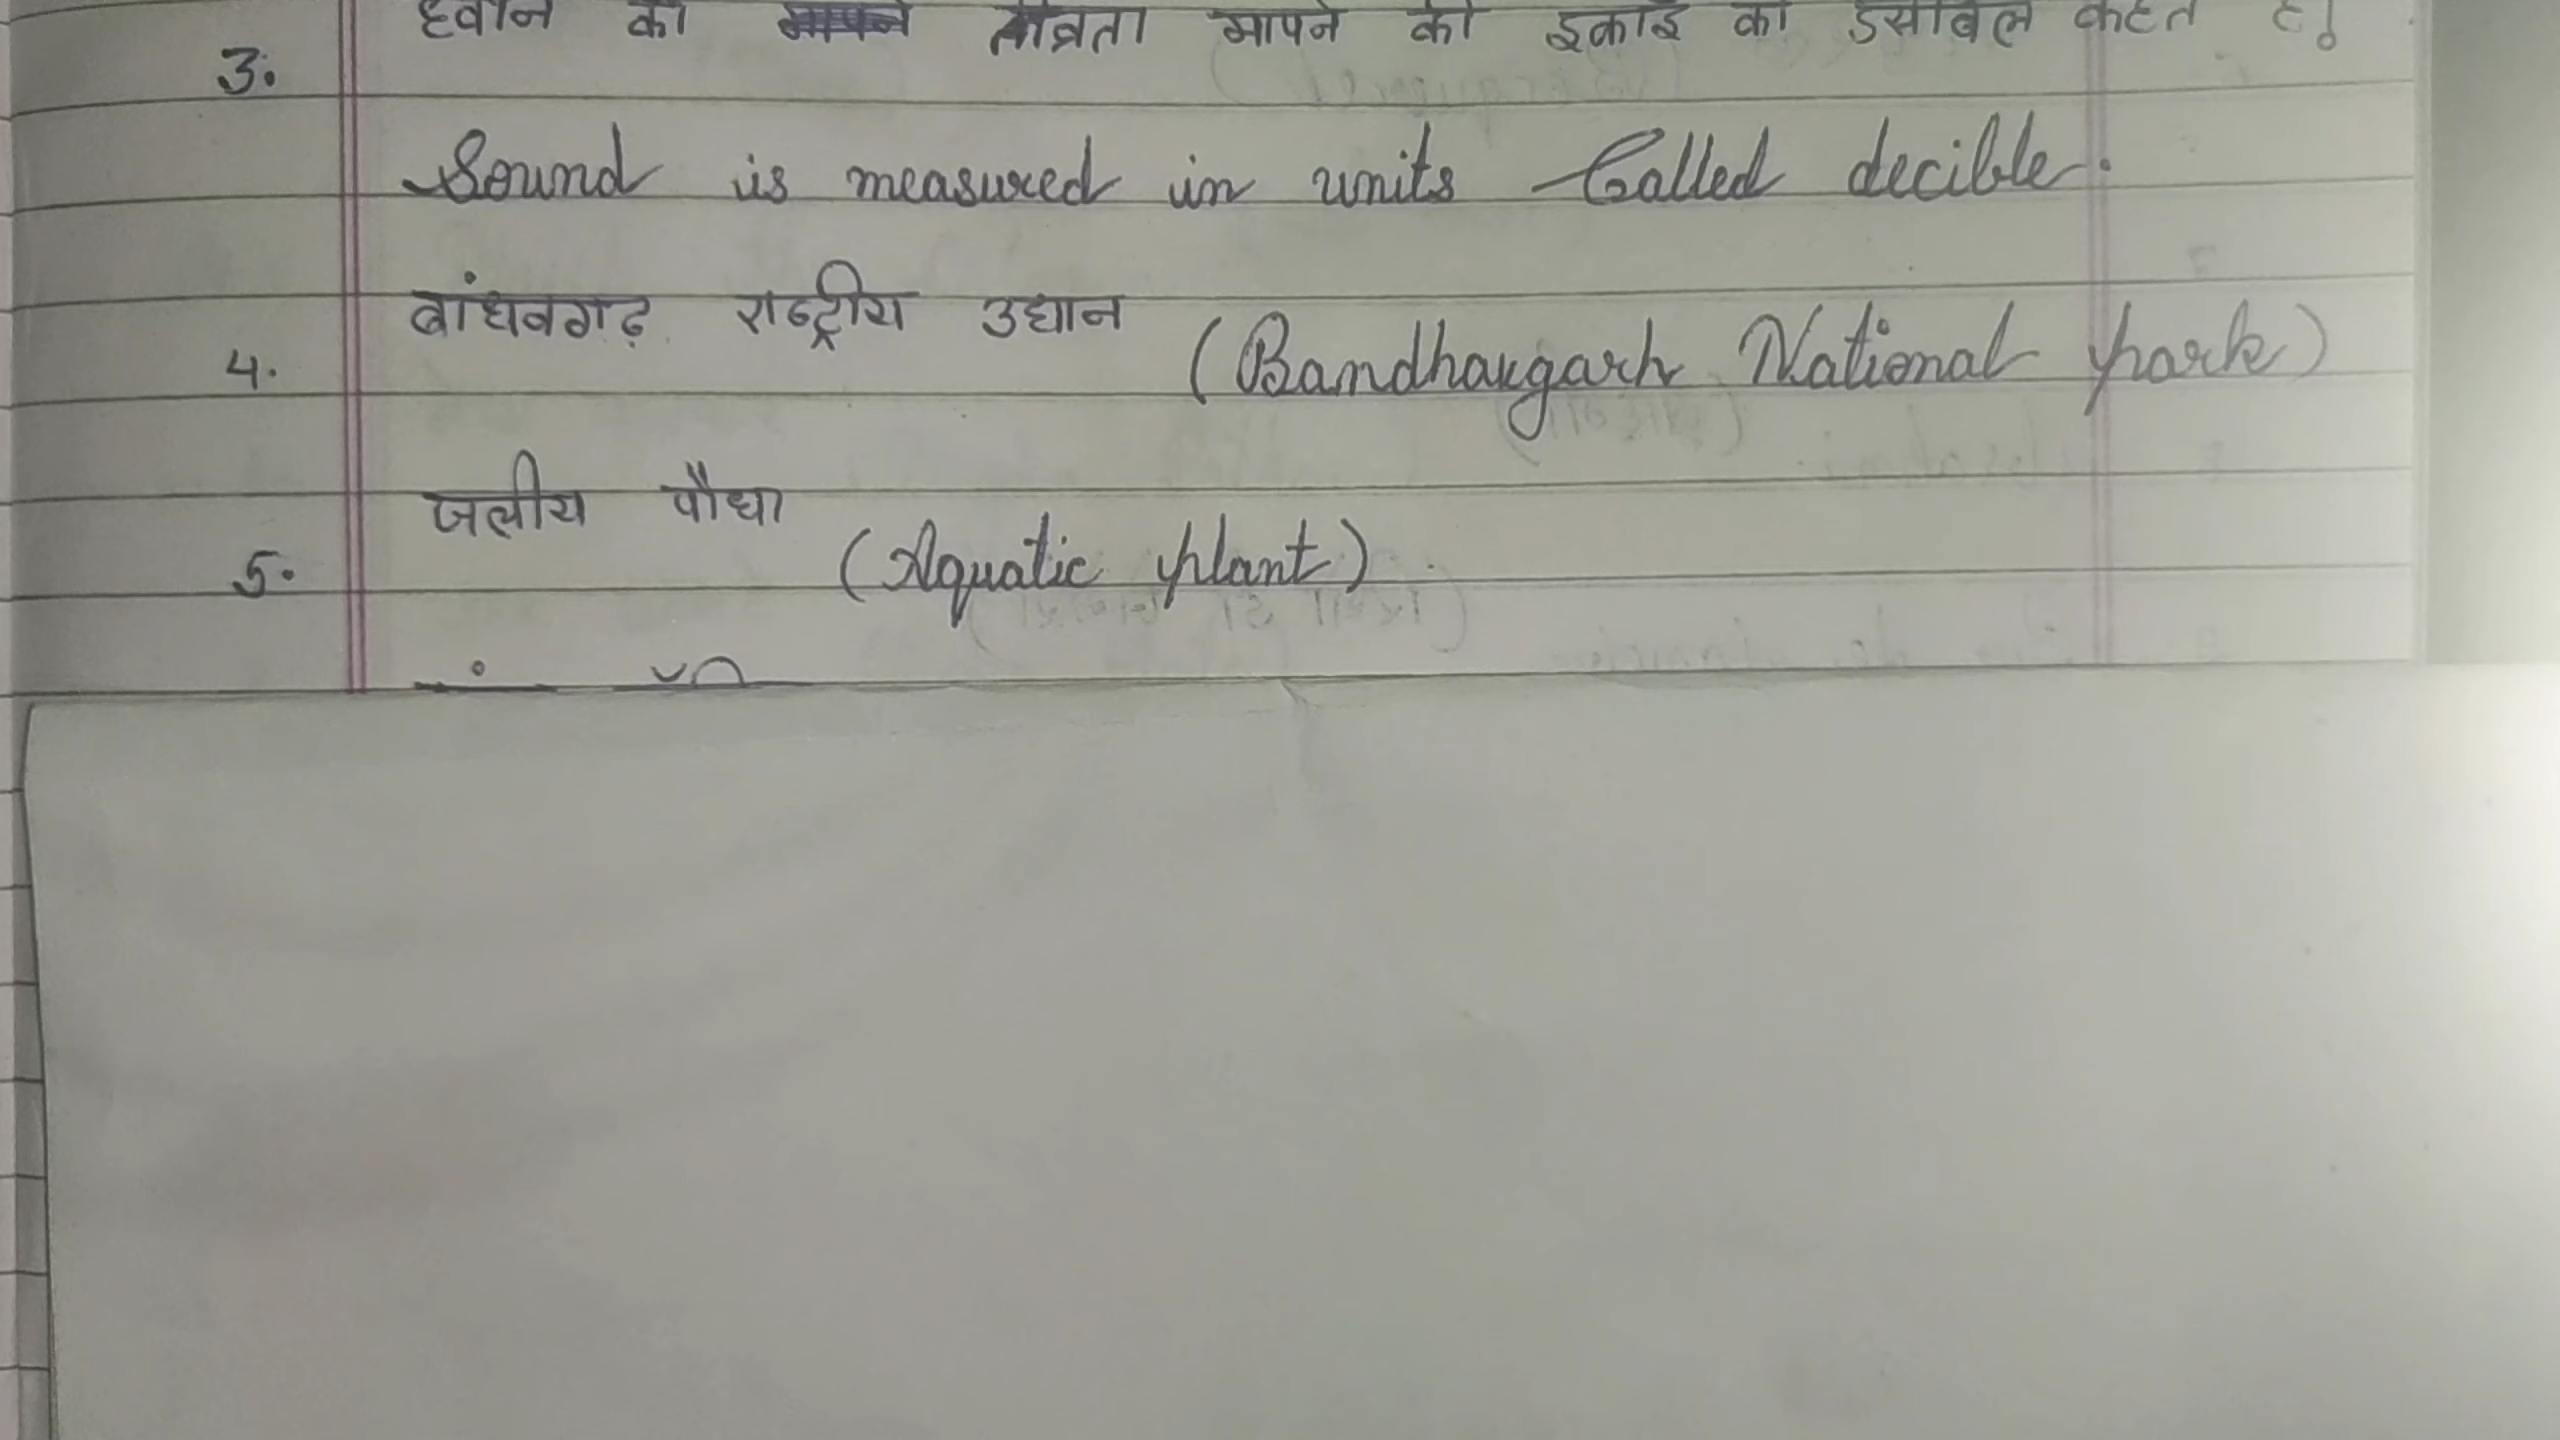 3. ध्वनि की तीव्रता मापने की इकाई को डेसीबल कहते है।
Sound is measured in units Called decible.
4. बांधवगढ़ राष्ट्रीय उधान (Bandhavgarh National park)
5. जलीय पौधा (Aquatic plant)